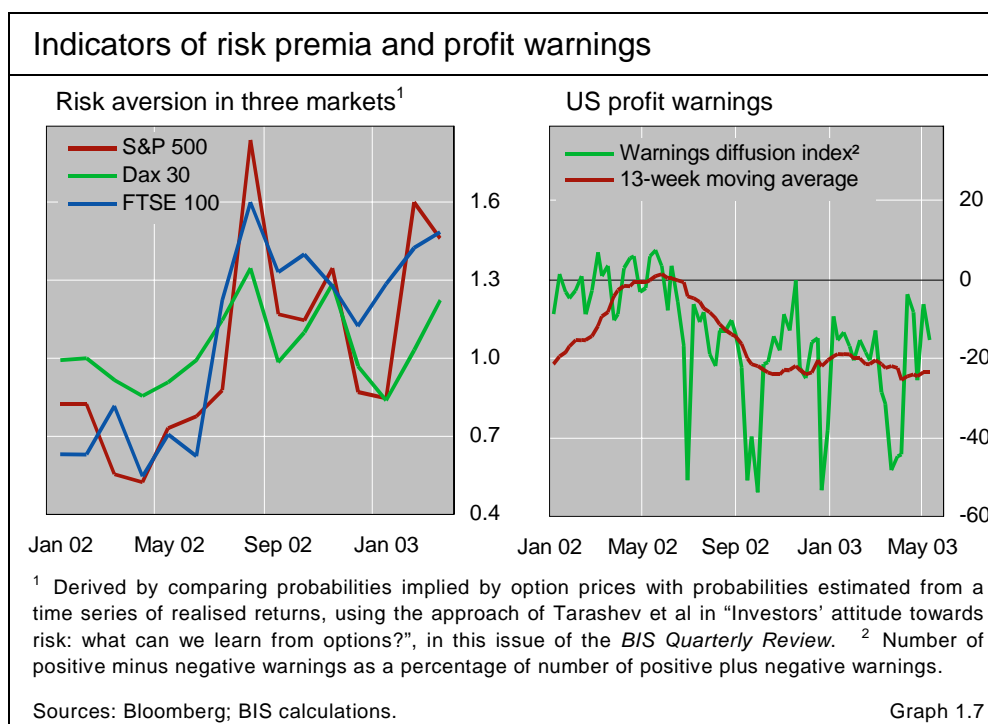 Indicators of risk premia and profit warnings
Risk aversion in three markets¹
S&P 500
Dax 30
FTSE 100
1.6
1.3
1.0
0.7
0.4
Jan 02 May 02 Sep 02 Jan 03
US profit warnings
Warnings diffusion index²
13-week moving average
20
0
-20
-40
-60
Jan 02 May 02 Sep 02 Jan 03 May 03
¹ Derived by comparing probabilities implied by option prices with probabilities estimated from a
time series of realised returns, using the approach of Tarashev et al in “Investors’ attitude towards
risk: what can we learn from options?”, in this issue of the BIS Quarterly Review. ² Number of
positive minus negative warnings as a percentage of number of positive plus negative warnings.
Sources: Bloomberg; BIS calculations. Graph 1.7